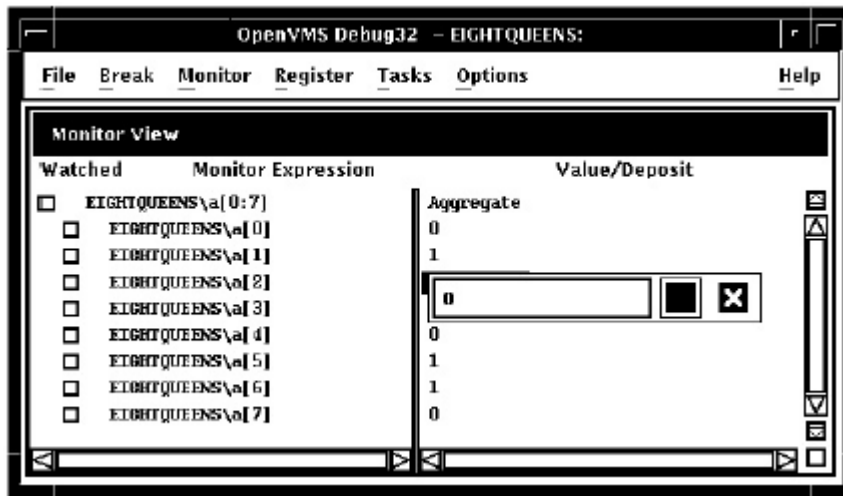 OpenVMS Debug32 - EIGHTQUEENS:
File Break Monitor Register Tasks Options Help
Monitor View
Watched Monitor Expression Value/Deposit
EIGHTQUEENS\a[0:7] Aggregate
EIGHTQUEENS\a[0] 0
EIGHTQUEENS\a[1] 1
EIGHTQUEENS\a[2]
0
EIGHTQUEENS\a[3]
EIGHTQUEENS\a[4] 0
EIGHTQUEENS\a[5] 1
EIGHTQUEENS\a[6] 1
EIGHTQUEENS\a[7] 0